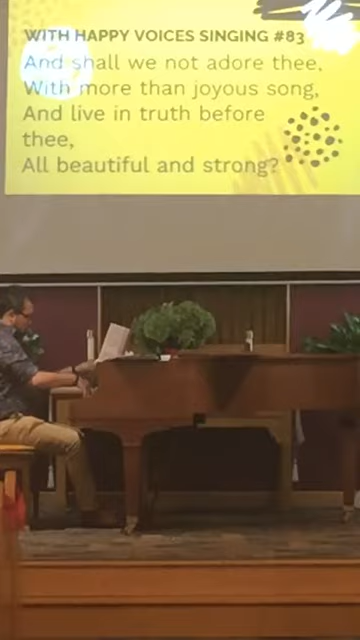 WITH HAPPY VOICES SINGING #83
And shall we not adore thee,
With more than joyous song,
And live in truth before
thee,
All beautiful and strong?